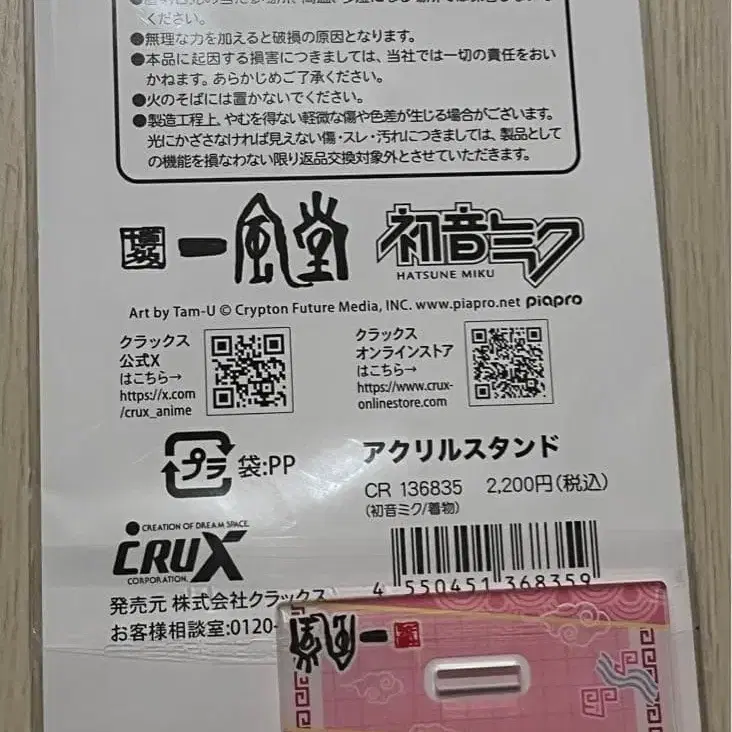 ください。
●無理な力を加えると破損の原因となります。
●本品に起因する損害につきましては、当社では一切の責任をおい
かねます。あらかじめご了承ください。
●火のそばには置かないでください。
●製造工程上、やむを得ない軽微な傷や色差が生じる場合がございます。
光にかざさなければ見えない傷・スレ・汚れにつきましては、製品として
の機能を損なわない限り返品交換対象外とさせていただきます。
一風堂 初音ミク
HATSUNE MIKU
Art by Tam-U © Crypton Future Media, INC. www.piapro.net piapro
クラックス
公式X
はこちら→
https://x.com
/crux_anime
クラックス
オンラインストア
はこちら→
https://www.crux-
onlinestore.com
プラ 袋:PP
アクリルスタンド
CR 136835 2,200円(税込)
(初音ミク/着物)
CREATION OF DREAM SPACE
CRUX
CORPORATION.
4 550451 368359
発売元 株式会社クラックス
お客様相談室:0120-
一風堂